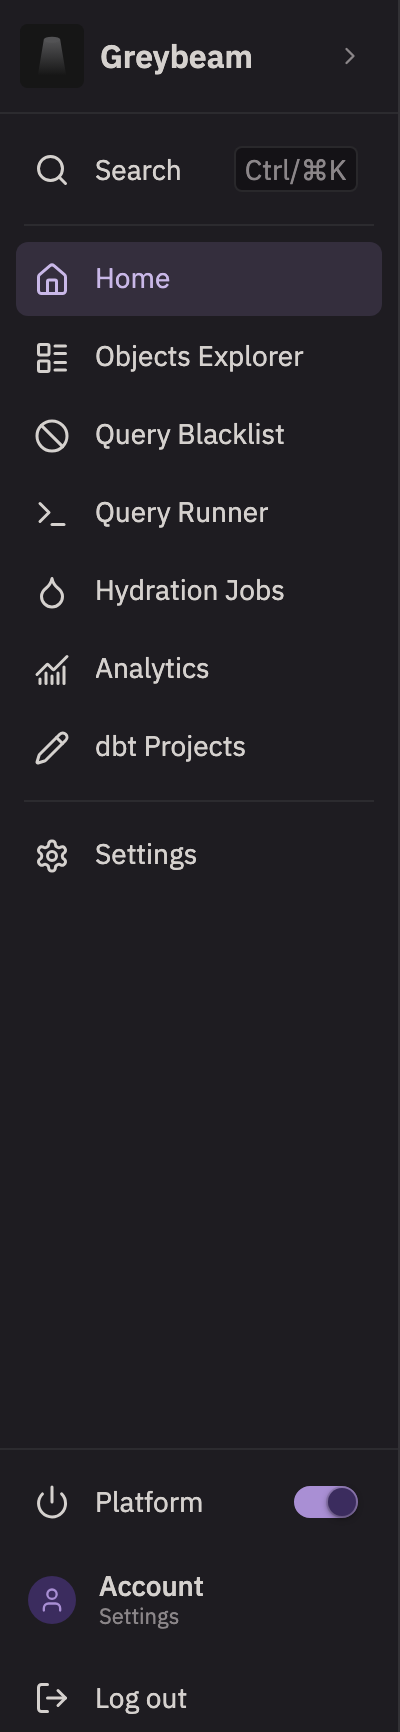 Greybeam
Search Ctrl/⌘K
Home
Objects Explorer
Query Blacklist
Query Runner
Hydration Jobs
Analytics
dbt Projects
Settings
Platform
Account
Settings
Log out